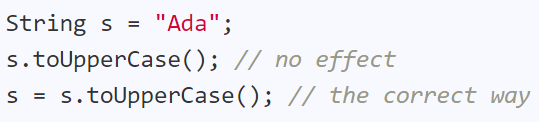 String s = "Ada";
s.toUpperCase(); // no effect
s = s.toUpperCase(); // the correct way